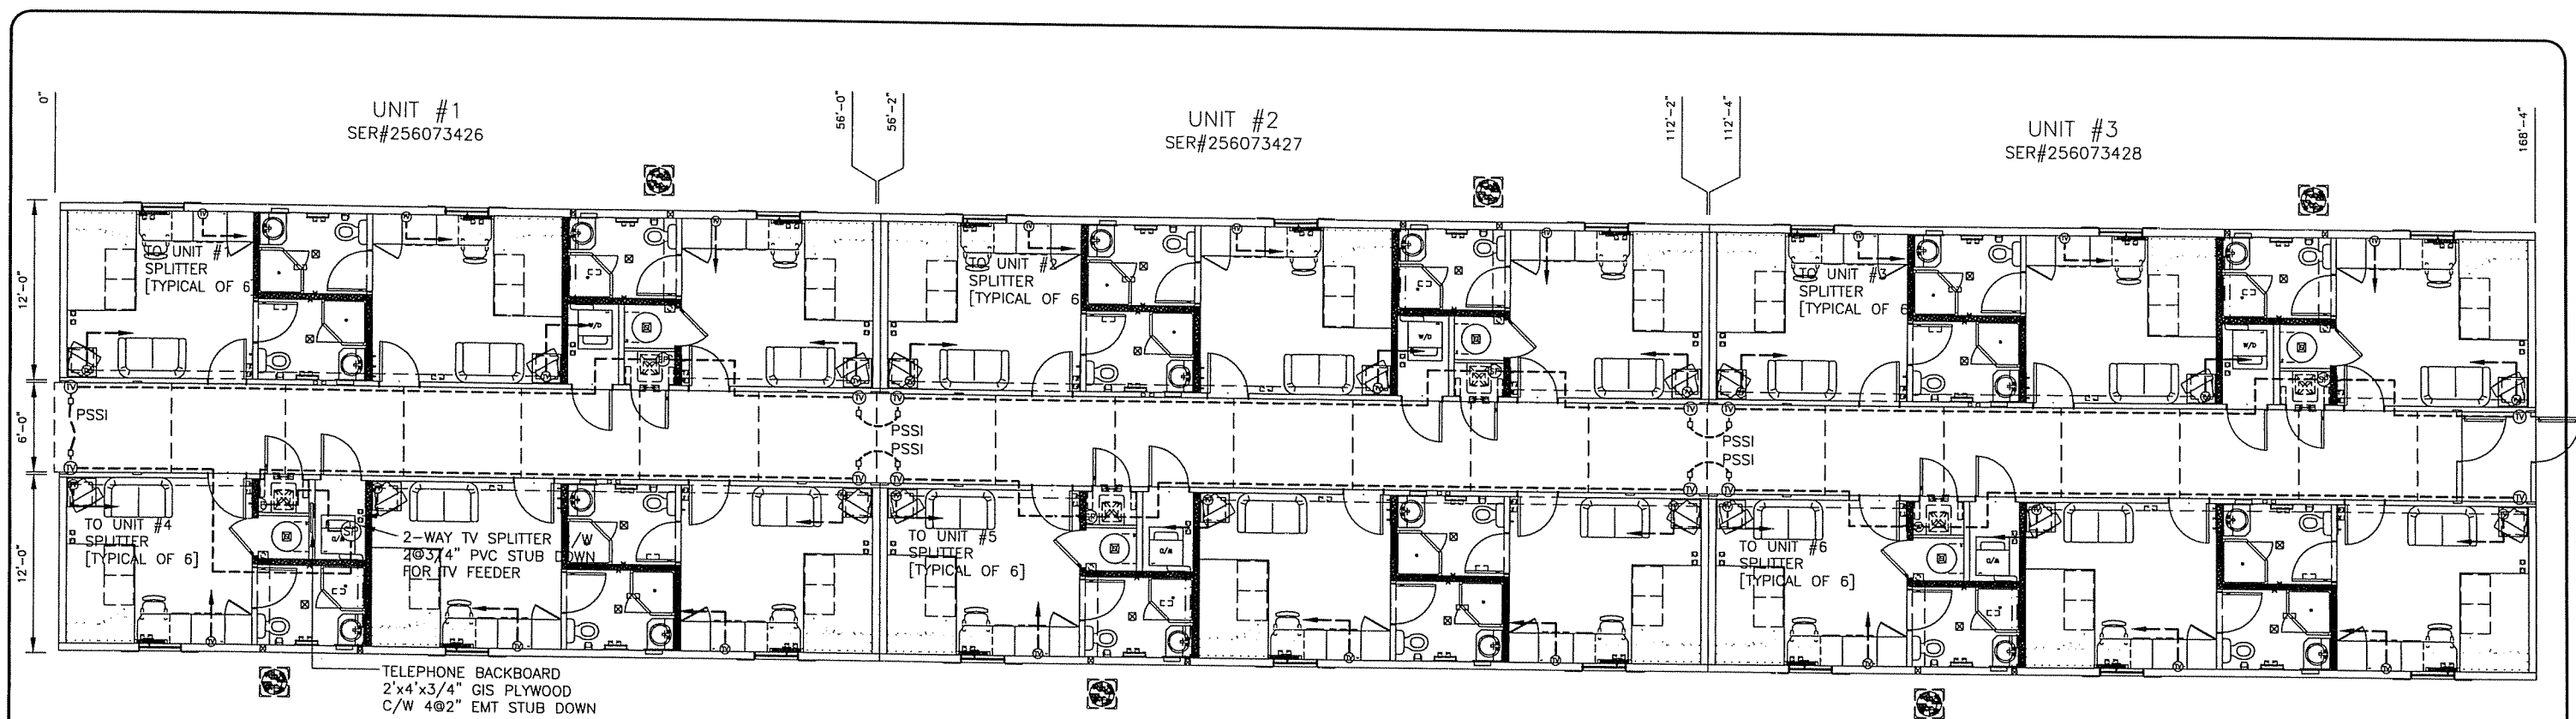 0"
UNIT #1
SER#256073426
56'-0"
56'-2"
UNIT #2
SER#256073427
112'-2"
112'-4"
UNIT #3
SER#256073428
168'-4"
12'-0"
6'-0"
12'-0"
TO UNIT #1
SPLITTER
[TYPICAL OF 6
TO UNIT #2
SPLITTER
[TYPICAL OF 6
TO UNIT #3
SPLITTER
[TYPICAL OF 6
W/D
W/D
W/D
PSSI
PSSI
PSSI
PSSI
PSSI
TO UNIT #4
SPLITTER
[TYPICAL OF 6]
2-WAY TV SPLITTER
2@3/4" PVC STUB DOWN
FOR TV FEEDER
TO UNIT #5
SPLITTER
[TYPICAL OF 6]
TO UNIT #6
SPLITTER
[TYPICAL OF 6]
TELEPHONE BACKBOARD
2'x4'x3/4" GIS PLYWOOD
C/W 4@2" EMT STUB DOWN